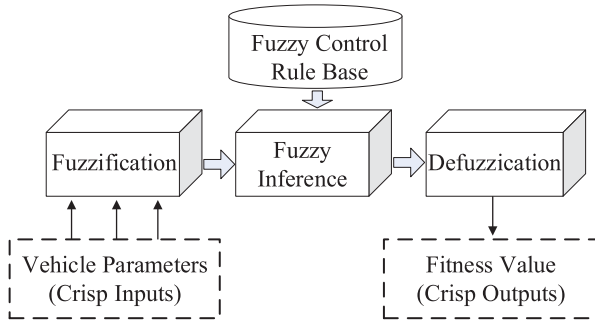 Fuzzy Control
Rule Base
Fuzzification
Fuzzy
Inference
Defuzzication
Vehicle Parameters
(Crisp Inputs)
Fitness Value
(Crisp Outputs)